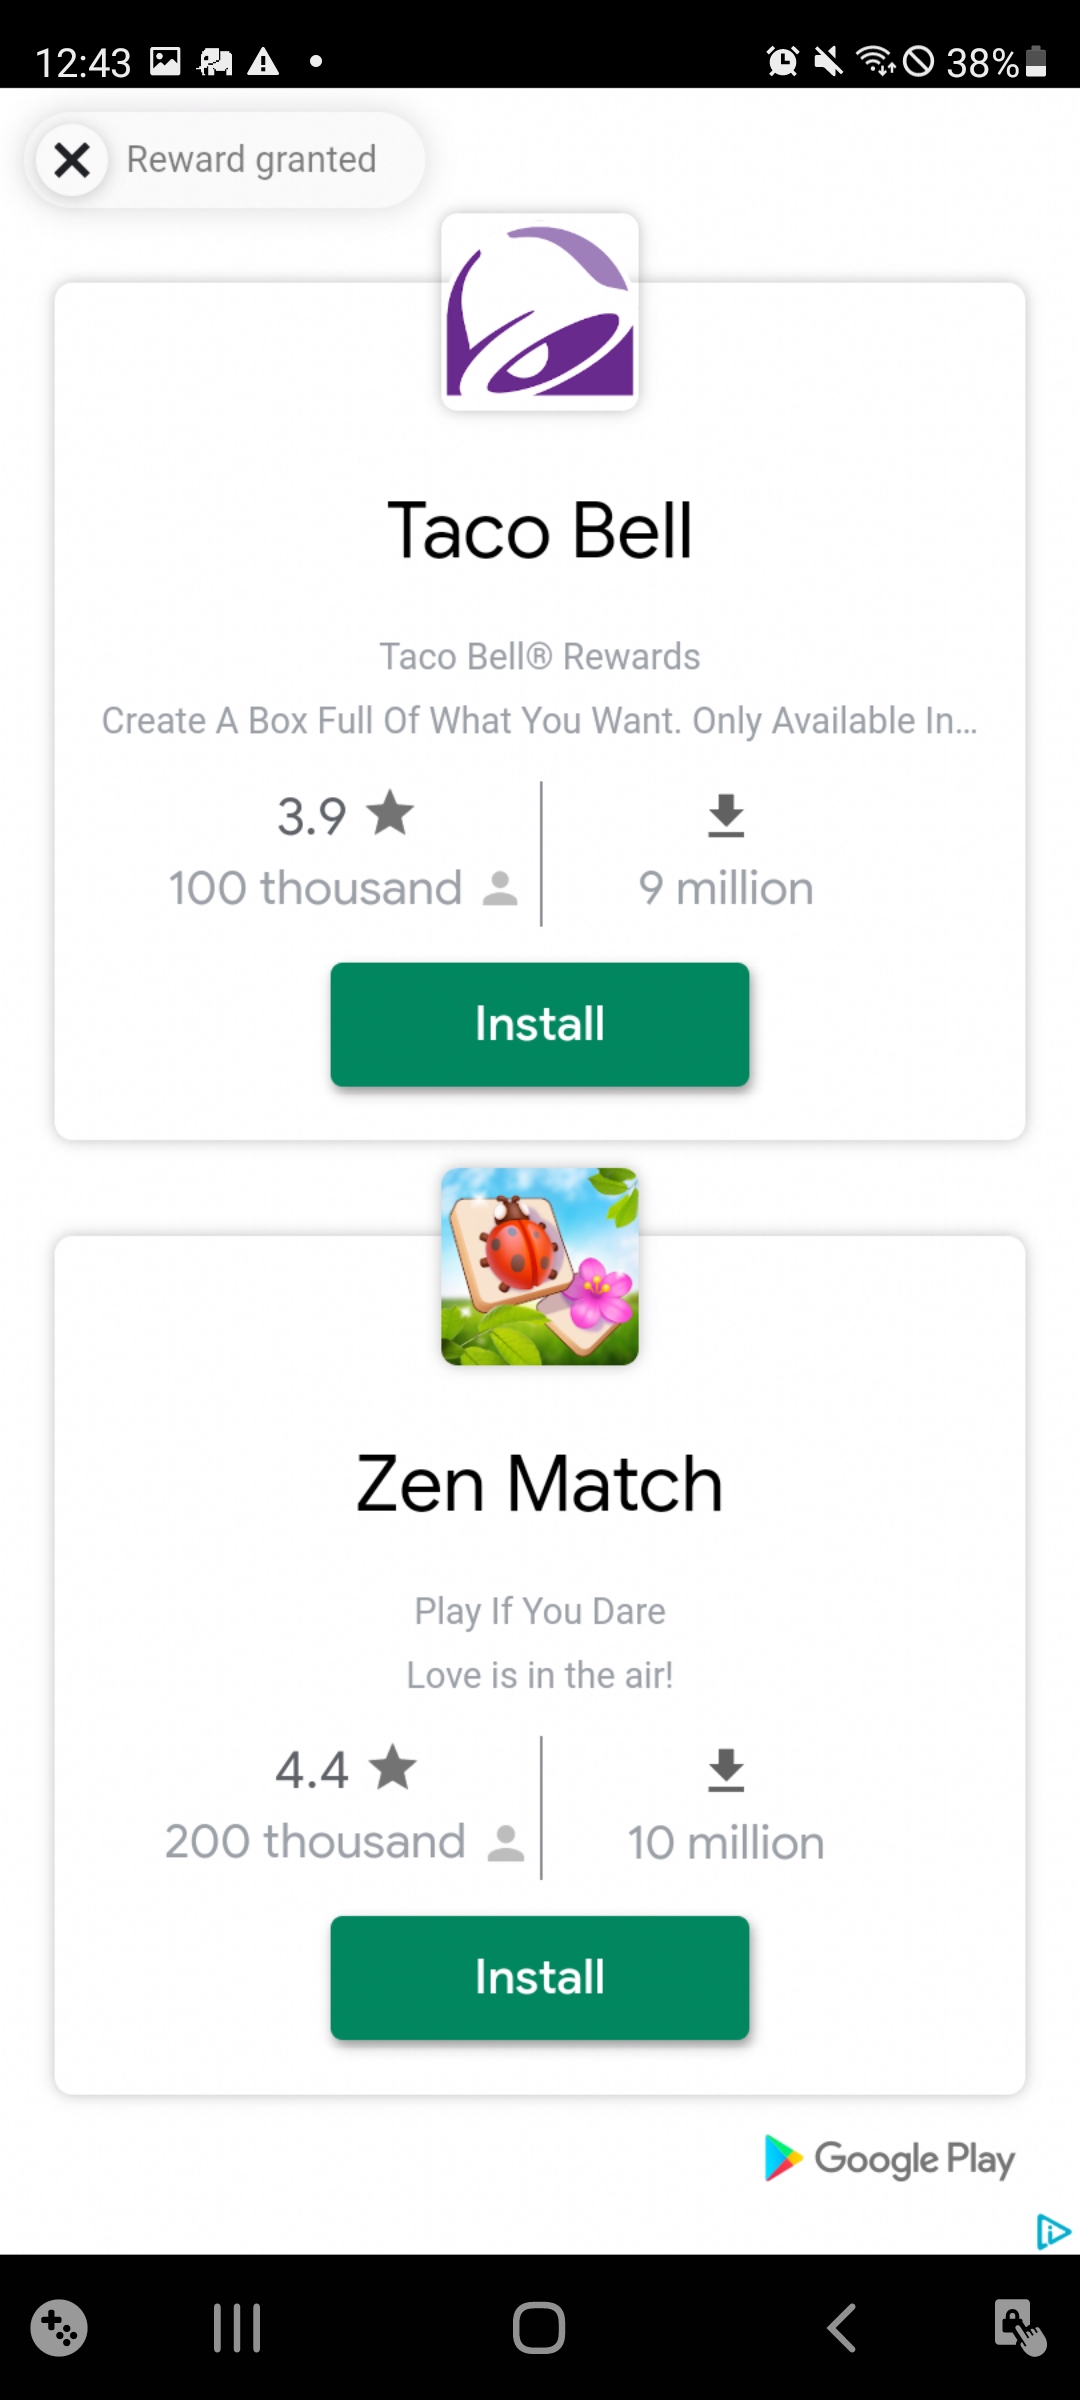 12:43
38%
Reward granted
Taco Bell
Taco Bell® Rewards
Create A Box Full Of What You Want. Only Available In...
3.9
100 thousand
9 million
Install
Zen Match
Play If You Dare
Love is in the air!
4.4
200 thousand
10 million
Install
Google Play